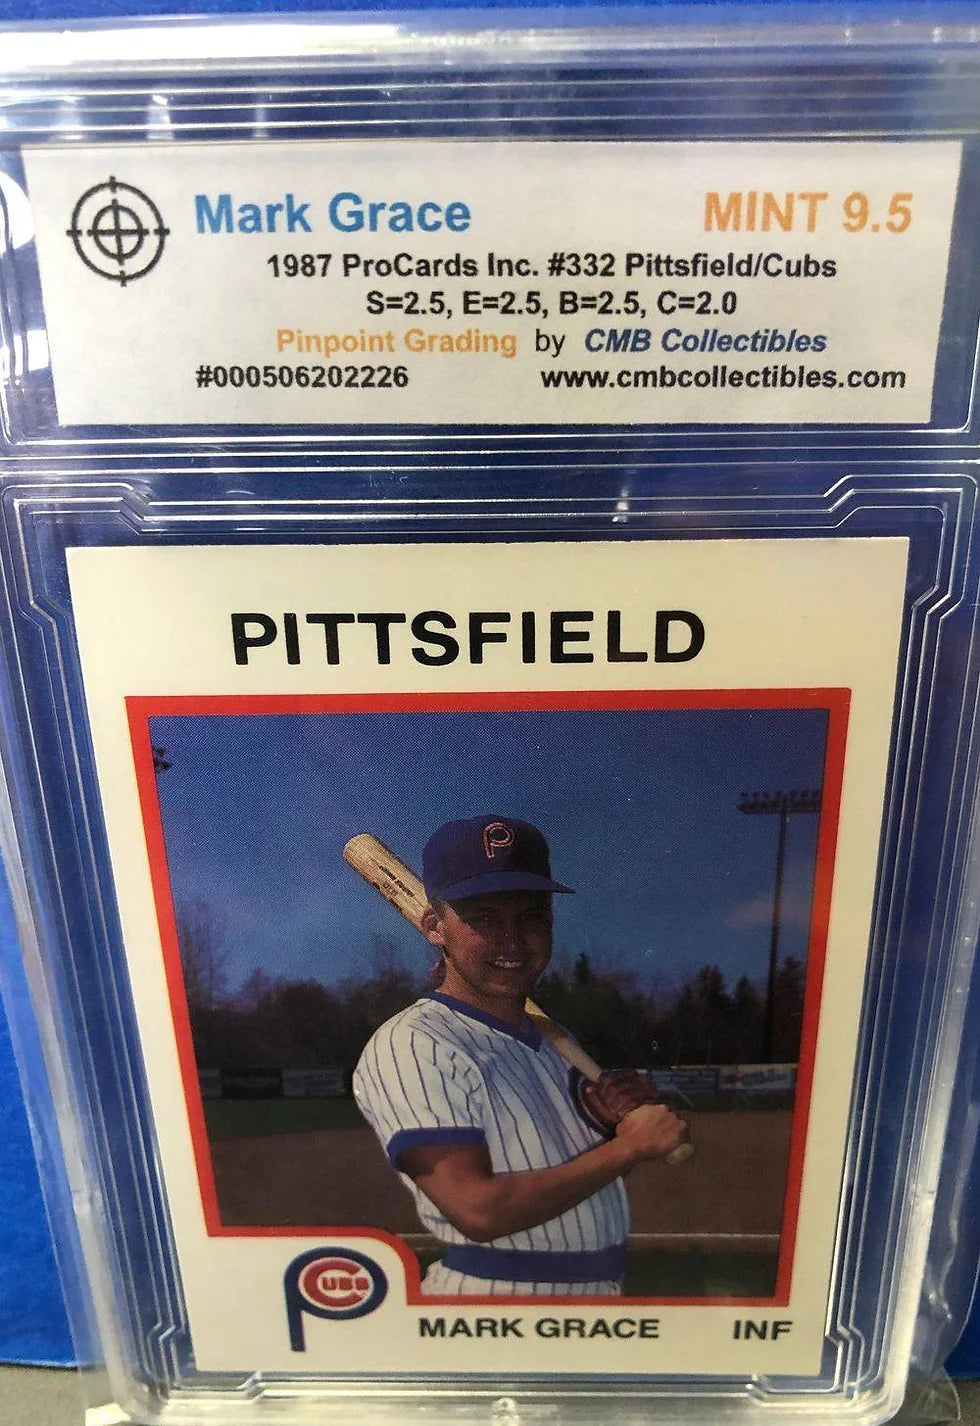 Mark Grace MINT 9.5
1987 ProCards Inc. #332 Pittsfield/Cubs
S=2.5, E=2.5, B=2.5, C=2.0
Pinpoint Grading by CMB Collectibles
#000506202226 www.cmbcollectibles.com
PITTSFIELD
P
CUBS
MARK GRACE INF